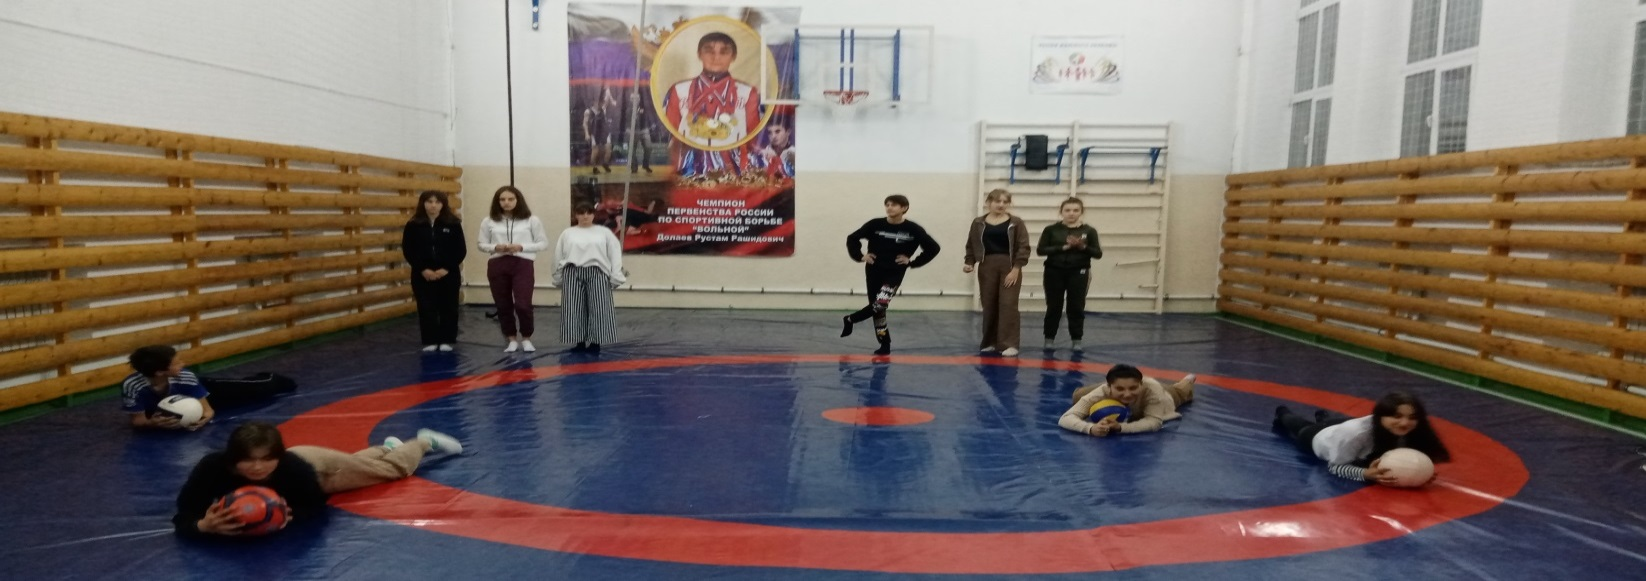 ЧЕМПИОН
ПЕРВЕНСТВА РОССИИ
ПО СПОРТИВНОЙ БОРЬБЕ
"ВОЛЬНОЙ"
Долаев Рустам Рашидович